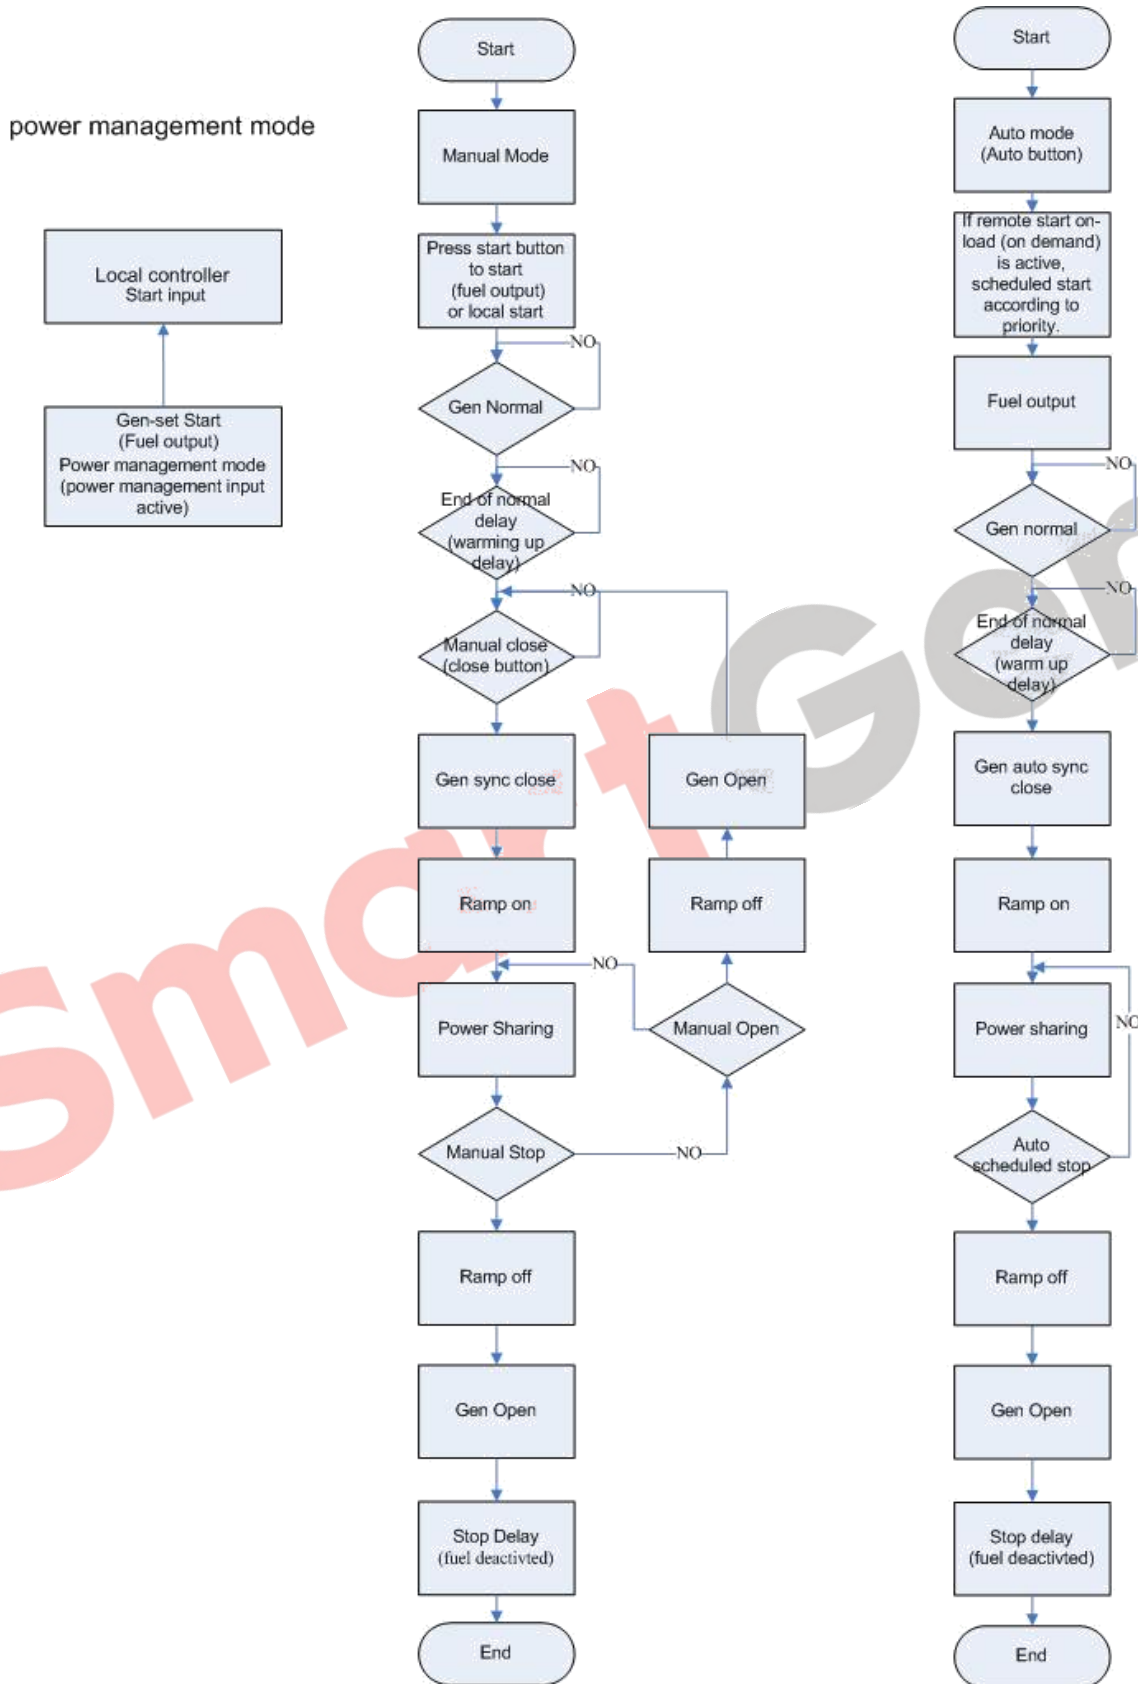 power management mode
Local controller
Start input
Gen-set Start
(Fuel output)
Power management mode
(power management input
active)
Start
Manual Mode
Press start button
to start
(fuel output)
or local start
NO
Gen Normal
NO
End of normal
delay
(warming up
delay)
NO
Manual close
(close button)
Gen sync close
Gen Open
Ramp on
Ramp off
NO
Power Sharing
Manual Open
Manual Stop
NO
Ramp off
Gen Open
Stop Delay
(fuel deactivted)
End
Start
Auto mode
(Auto button)
If remote start on-
load (on demand)
is active,
scheduled start
according to
priority.
Fuel output
NO
Gen normal
NO
End of normal
delay
(warm up
delay)
Gen auto sync
close
Ramp on
Power sharing
NO
Auto
scheduled stop
Ramp off
Gen Open
Stop delay
(fuel deactivted)
End
SmartGen